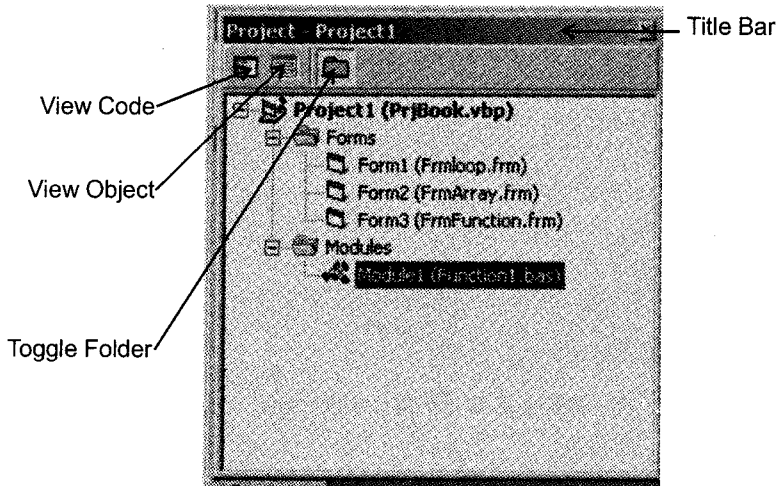 Project - Project1
Title Bar
View Code
Project1 (PrjBook.vbp)
Forms
Form1 (Frmloop.frm)
View Object
Form2 (FrmArray.frm)
Form3 (FrmFunction.frm)
Modules
Module1 (Function1.bas)
Toggle Folder